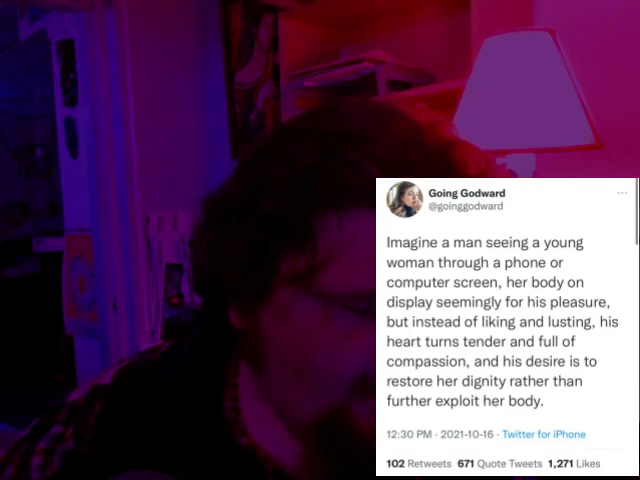 Going Godward
@goinggodward
Imagine a man seeing a young
woman through a phone or
computer screen, her body on
display seemingly for his pleasure,
but instead of liking and lusting, his
heart turns tender and full of
compassion, and his desire is to
restore her dignity rather than
further exploit her body.
12:30 PM · 2021-10-16 · Twitter for iPhone
102 Retweets 671 Quote Tweets 1,271 Likes